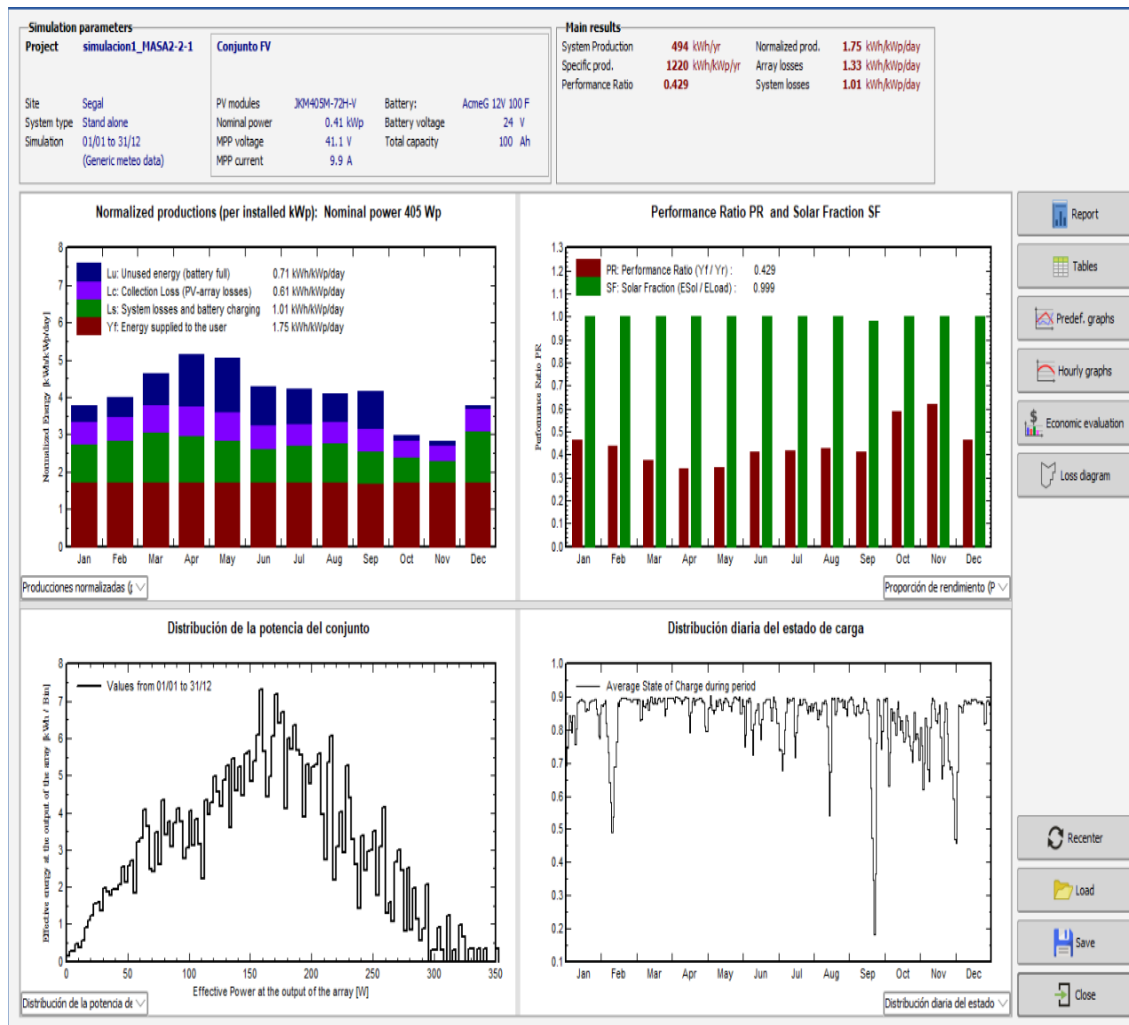 Simulation parameters
Project simulacion1_MASA2-2-1
Site Segal
System type Stand alone
Simulation 01/01 to 31/12
(Generic meteo data)
Conjunto FV
PV modules JKM405M-72H-V Battery: AcmeG 12V 100 F
Nominal power 0.41 kWp Battery voltage 24 V
MPP voltage 41.1 V Total capacity 100 Ah
MPP current 9.9 A
Main results
System Production 494 kWh/yr Normalized prod. 1.75 kWh/kWp/day
Specific prod. 1220 kWh/kWp/yr Array losses 1.33 kWh/kWp/day
Performance Ratio 0.429 System losses 1.01 kWh/kWp/day
Normalized productions (per installed kWp): Nominal power 405 Wp
Normalized Energy [kWh/kWp/day]
8
7
6
5
4
3
2
1
0
Lu: Unused energy (battery full) 0.71 kWh/kWp/day
Lc: Collection Loss (PV-array losses) 0.61 kWh/kWp/day
Ls: System losses and battery charging 1.01 kWh/kWp/day
Yf: Energy supplied to the user 1.75 kWh/kWp/day
Jan Feb Mar Apr May Jun Jul Aug Sep Oct Nov Dec
Producciones normalizadas (
Performance Ratio PR and Solar Fraction SF
Performance Ratio PR
1.3
1.2
1.1
1.0
0.9
0.8
0.7
0.6
0.5
0.4
0.3
0.2
0.1
0.0
PR: Performance Ratio (Yf / Yr) : 0.429
SF: Solar Fraction (ESol / ELoad) : 0.999
Jan Feb Mar Apr May Jun Jul Aug Sep Oct Nov Dec
Proporción de rendimiento (P
Distribución de la potencia del conjunto
Effective energy at the output of the array [kWh / Bin]
8
7
6
5
4
3
2
1
0
Values from 01/01 to 31/12
0 50 100 150 200 250 300 350
Effective Power at the output of the array [W]
Distribución de la potencia de
Distribución diaria del estado de carga
1.0
0.9
0.8
0.7
0.6
0.5
0.4
0.3
0.2
0.1
Average State of Charge during period
Jan Feb Mar Apr May Jun Jul Aug Sep Oct Nov Dec
Distribución diaria del estado
Report
Tables
Predef. graphs
Hourly graphs
Economic evaluation
Loss diagram
Recenter
Load
Save
Close